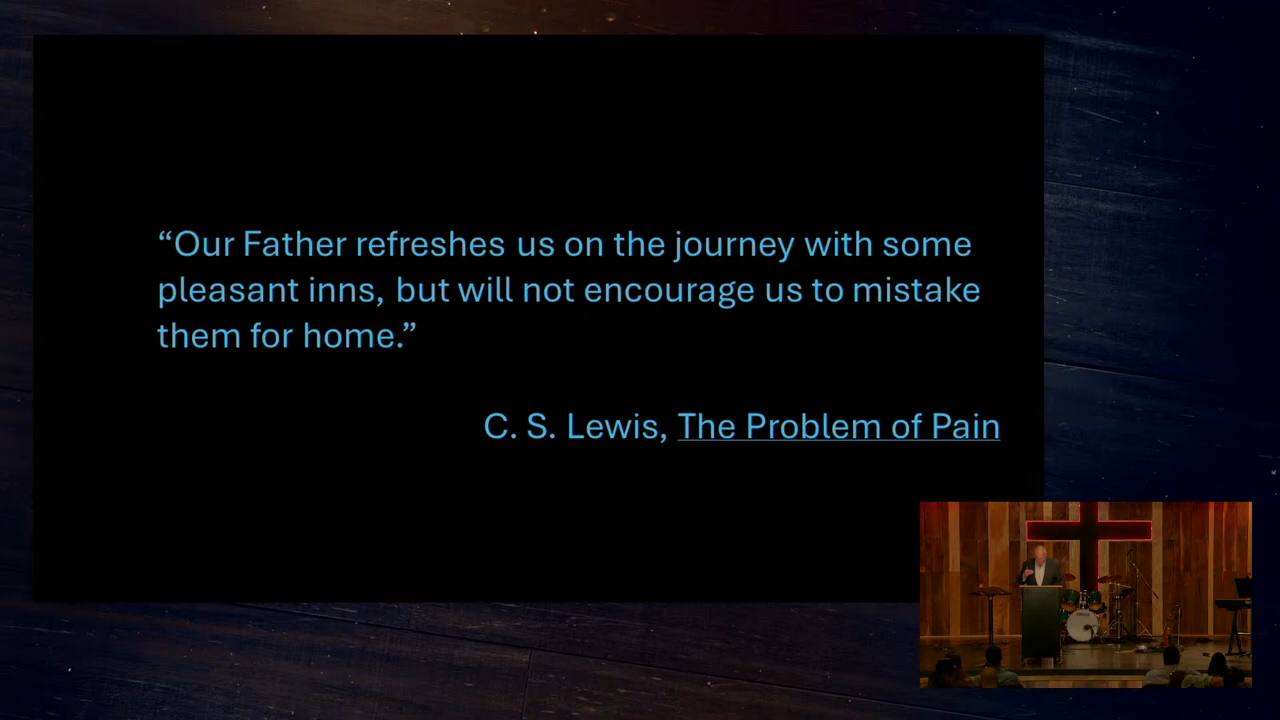 “Our Father refreshes us on the journey with some
pleasant inns, but will not encourage us to mistake
them for home.”
C. S. Lewis, The Problem of Pain